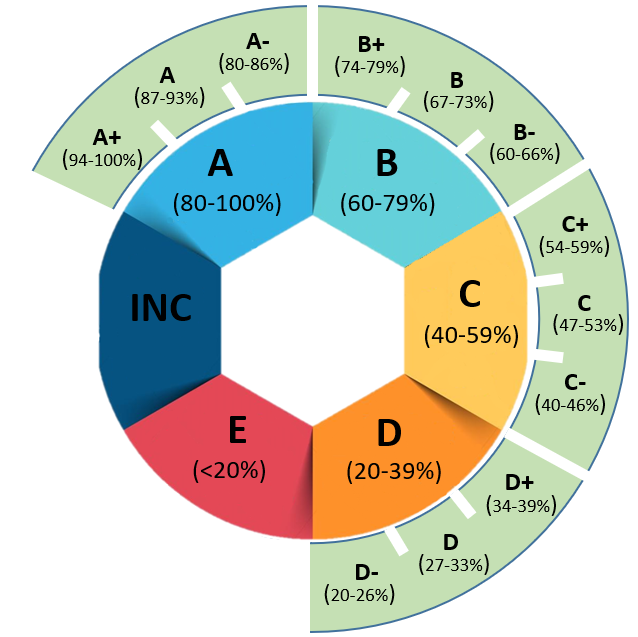 A+
(94-100%)
A
(87-93%)
A-
(80-86%)
B+
(74-79%)
B
(67-73%)
B-
(60-66%)
C+
(54-59%)
C
(47-53%)
C-
(40-46%)
D+
(34-39%)
D
(27-33%)
D-
(20-26%)
A
(80-100%)
B
(60-79%)
C
(40-59%)
D
(20-39%)
E
(<20%)
INC